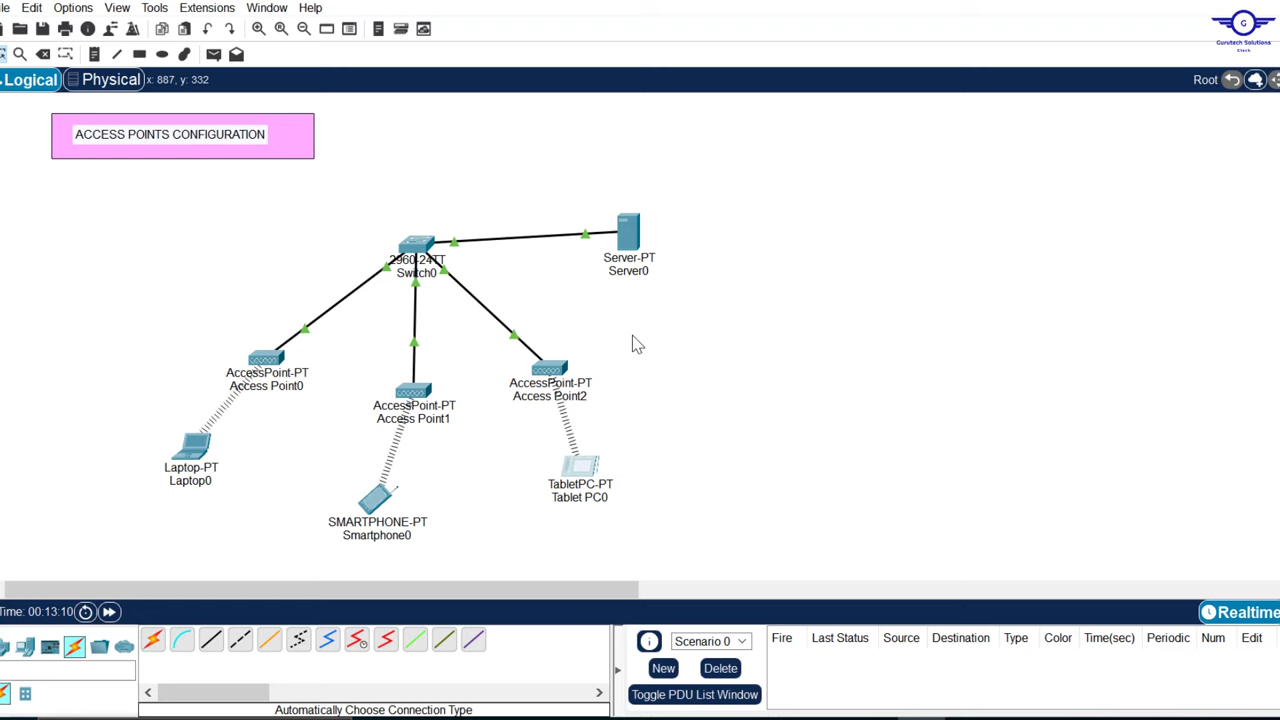 File Edit Options View Tools Extensions Window Help
G
Gurutech Solutions
Logical Physical x: 887, y: 332
Root
ACCESS POINTS CONFIGURATION
2960-24TT
Switch0
Server-PT
Server0
AccessPoint-PT
Access Point0
AccessPoint-PT
Access Point1
AccessPoint-PT
Access Point2
Laptop-PT
Laptop0
SMARTPHONE-PT
Smartphone0
TabletPC-PT
Tablet PC0
Time: 00:13:10
Realtime
Scenario 0
New Delete
Toggle PDU List Window
Fire Last Status Source Destination Type Color Time(sec) Periodic Num Edit
Automatically Choose Connection Type